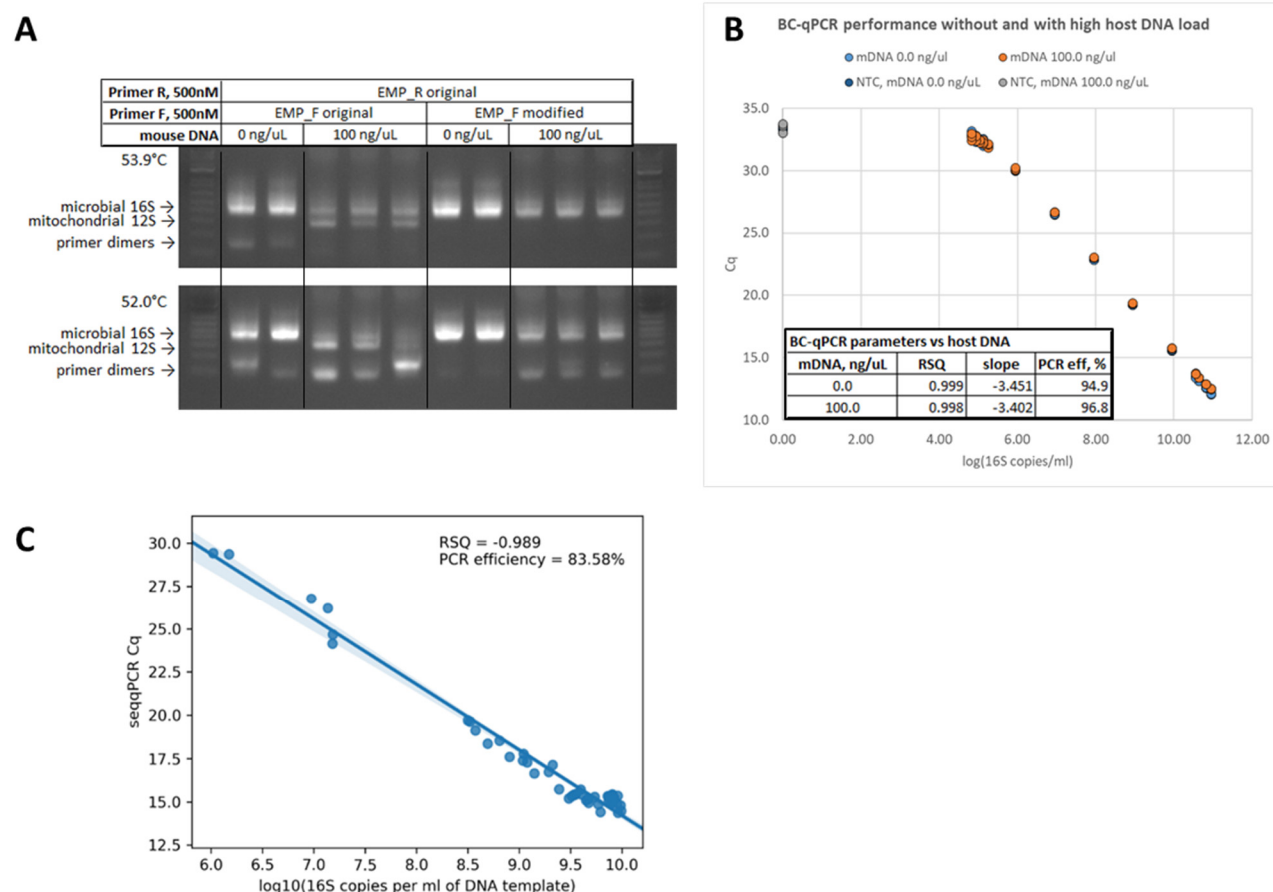 A
Primer R, 500nM EMP_R original
Primer F, 500nM EMP_F original EMP_F modified
mouse DNA 0 ng/uL 100 ng/uL 0 ng/uL 100 ng/uL
53.9°C
microbial 16S →
mitochondrial 12S →
primer dimers →
52.0°C
microbial 16S →
mitochondrial 12S →
primer dimers →
B
BC-qPCR performance without and with high host DNA load
mDNA 0.0 ng/ul mDNA 100.0 ng/ul
NTC, mDNA 0.0 ng/uL NTC, mDNA 100.0 ng/uL
35.0
30.0
25.0
20.0
15.0
10.0
Cq
BC-qPCR parameters vs host DNA
mDNA, ng/uL RSQ slope PCR eff, %
0.0 0.999 -3.451 94.9
100.0 0.998 -3.402 96.8
0.00 2.00 4.00 6.00 8.00 10.00 12.00
log(16S copies/ml)
C
RSQ = -0.989
PCR efficiency = 83.58%
30.0
27.5
25.0
22.5
20.0
17.5
15.0
12.5
seqqPCR Cq
6.0 6.5 7.0 7.5 8.0 8.5 9.0 9.5 10.0
log10(16S copies per ml of DNA template)